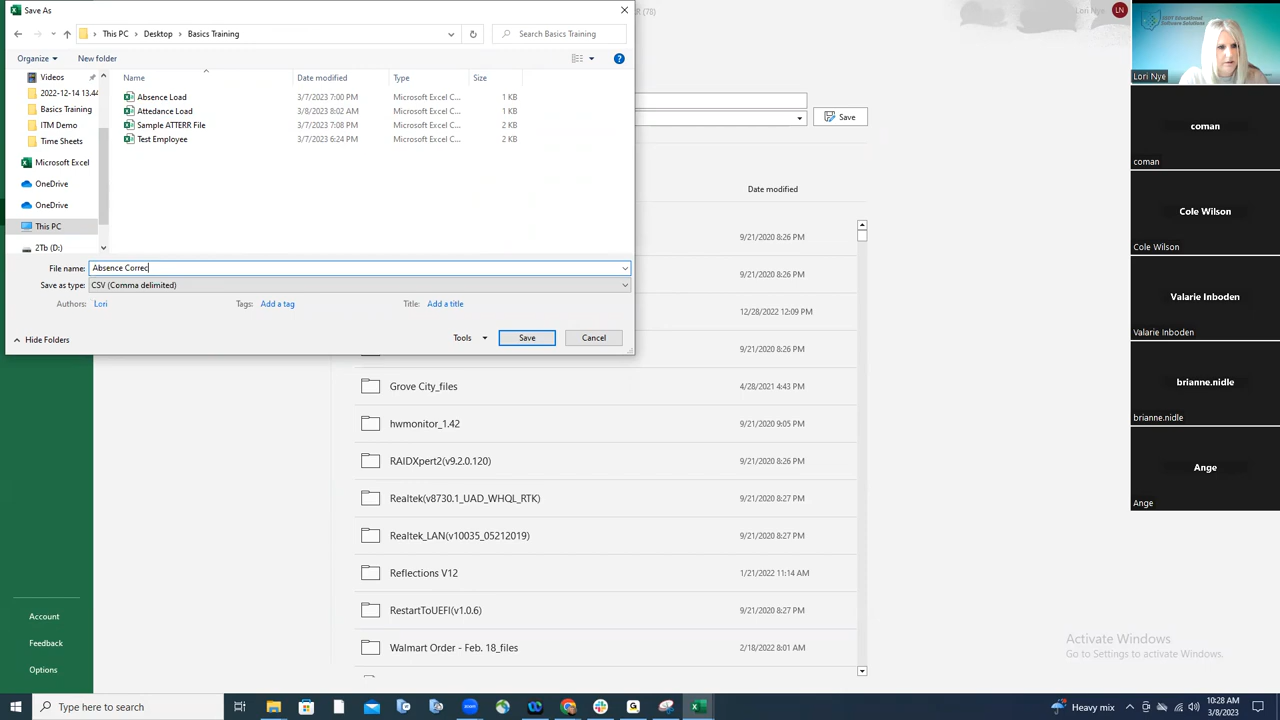 Save As
(78)
Lori Nye
LN
This PC
Desktop
Basics Training
Search Basics Training
Organize
New folder
Name
Date modified
Type
Size
Videos
2022-12-14 13.44
Basics Training
ITM Demo
Time Sheets
Microsoft Excel
OneDrive
OneDrive
This PC
2Tb (D:)
Absence Load 3/7/2023 7:00 PM Microsoft Excel C... 1 KB
Attedance Load 3/8/2023 8:02 AM Microsoft Excel C... 1 KB
Sample ATTERR File 3/7/2023 7:08 PM Microsoft Excel C... 2 KB
Test Employee 3/7/2023 6:24 PM Microsoft Excel C... 2 KB
File name: Absence Correc
Save as type: CSV (Comma delimited)
Authors: Lori
Tags: Add a tag
Title: Add a title
Hide Folders
Tools
Save
Cancel
Save
Date modified
9/21/2020 8:26 PM
9/21/2020 8:26 PM
12/28/2022 12:09 PM
9/21/2020 8:26 PM
Grove City_files 4/28/2021 4:43 PM
hwmonitor_1.42 9/21/2020 9:05 PM
RAIDXpert2(v9.2.0.120) 9/21/2020 8:26 PM
Realtek(v8730.1_UAD_WHQL_RTK) 9/21/2020 8:27 PM
Realtek_LAN(v10035_05212019) 9/21/2020 8:27 PM
Reflections V12 1/21/2022 11:14 AM
RestartToUEFI(v1.0.6) 9/21/2020 8:27 PM
Walmart Order - Feb. 18_files 2/18/2022 8:01 AM
Account
Feedback
Options
Activate Windows
Go to Settings to activate Windows.
Educational
Software Solutions
Lori Nye
coman
coman
Cole Wilson
Cole Wilson
Valarie Inboden
Valarie Inboden
brianne.nidle
brianne.nidle
Ange
Ange
Type here to search
Heavy mix
10:28 AM
3/8/2023